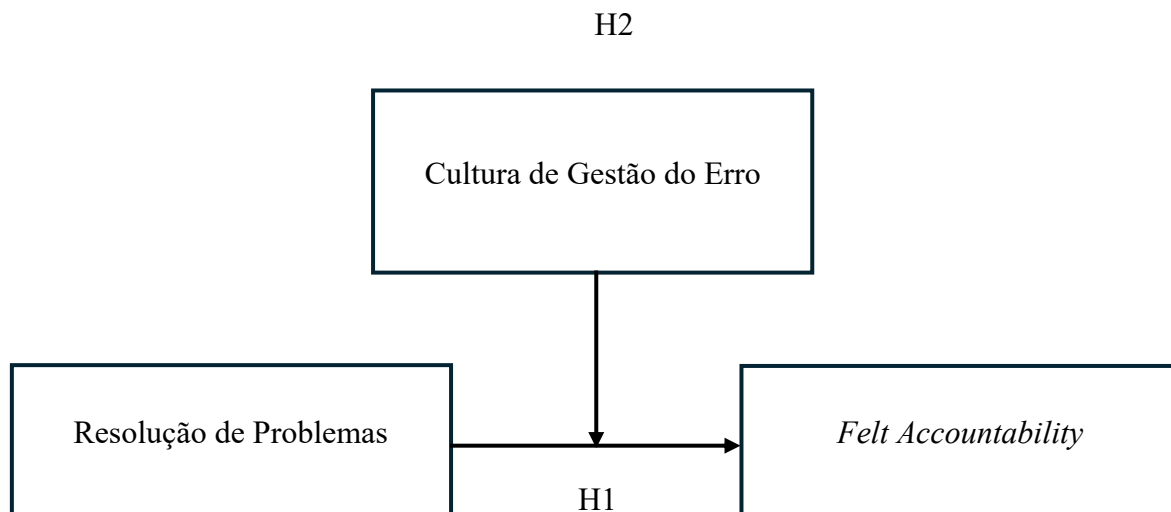 H2
Cultura de Gestão do Erro
Resolução de Problemas
Felt Accountability
H1